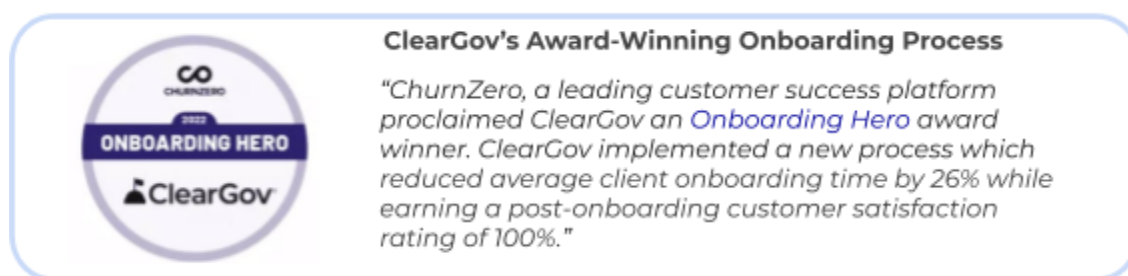 CHURNZERO
2022
ONBOARDING HERO
ClearGov
ClearGov’s Award-Winning Onboarding Process
“ChurnZero, a leading customer success platform
proclaimed ClearGov an Onboarding Hero award
winner. ClearGov implemented a new process which
reduced average client onboarding time by 26% while
earning a post-onboarding customer satisfaction
rating of 100%.”